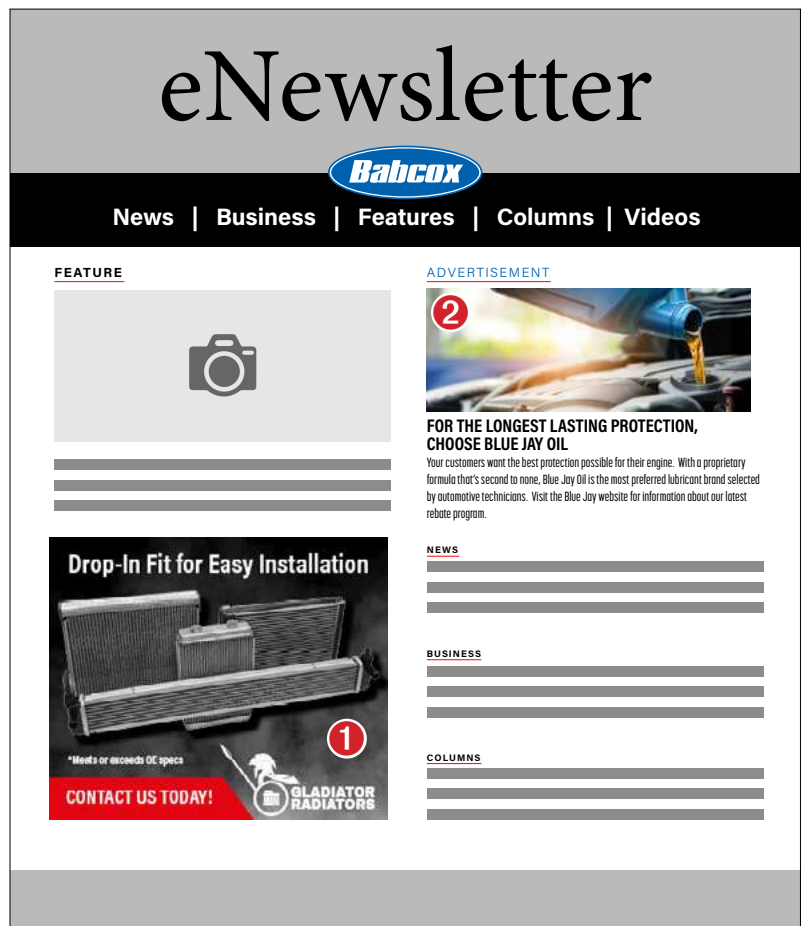 eNewsletter
Babcox
News | Business | Features | Columns | Videos
FEATURE
Drop-In Fit for Easy Installation
1
*Meets or exceeds OE specs
CONTACT US TODAY!
GLADIATOR
RADIATORS
ADVERTISEMENT
2
FOR THE LONGEST LASTING PROTECTION,
CHOOSE BLUE JAY OIL
Your customers want the best protection possible for their engine. With a proprietary
formula that's second to none, Blue Jay Oil is the most preferred lubricant brand selected
by automotive technicians. Visit the Blue Jay website for information about our latest
rebate program.
NEWS
BUSINESS
COLUMNS